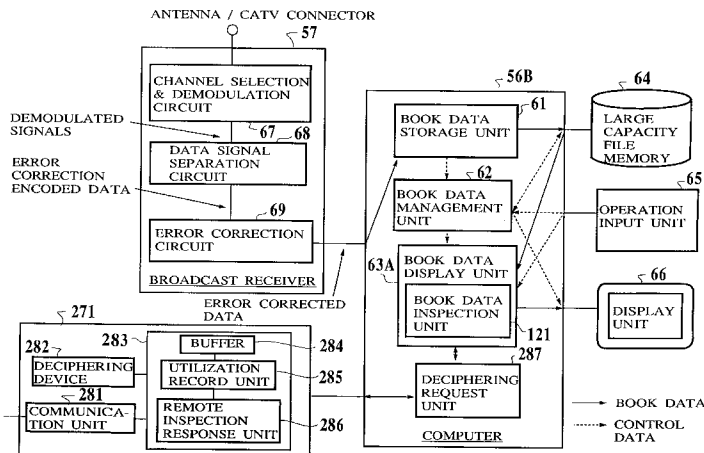 ANTENNA / CATV CONNECTOR
57
CHANNEL SELECTION
& DEMODULATION
CIRCUIT
67
DEMODULATED
SIGNALS
68
DATA SIGNAL
SEPARATION
CIRCUIT
ERROR
CORRECTION
ENCODED DATA
69
ERROR CORRECTION
CIRCUIT
BROADCAST RECEIVER
ERROR CORRECTED
DATA
56B
61
BOOK DATA
STORAGE UNIT
62
BOOK DATA
MANAGEMENT
UNIT
63A
BOOK DATA
DISPLAY UNIT
BOOK DATA
INSPECTION
UNIT
121
287
DECIPHERING
REQUEST
UNIT
COMPUTER
64
LARGE
CAPACITY
FILE
MEMORY
65
OPERATION
INPUT UNIT
66
DISPLAY
UNIT
BOOK DATA
CONTROL
DATA
271
283
BUFFER
284
282
DECIPHERING
DEVICE
UTILIZATION
RECORD UNIT
285
281
COMMUNICA-
TION UNIT
REMOTE
INSPECTION
RESPONSE UNIT
286